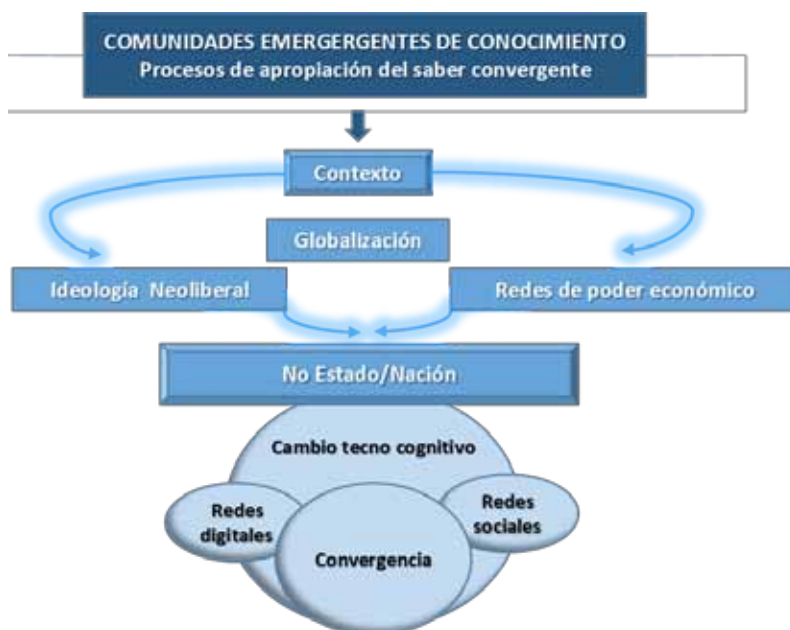 COMUNIDADES EMERGERGENTES DE CONOCIMIENTO
Procesos de apropiación del saber convergente
Contexto
Globalización
Ideología Neoliberal
Redes de poder económico
No Estado/Nación
Cambio tecno cognitivo
Redes
digitales
Redes
sociales
Convergencia